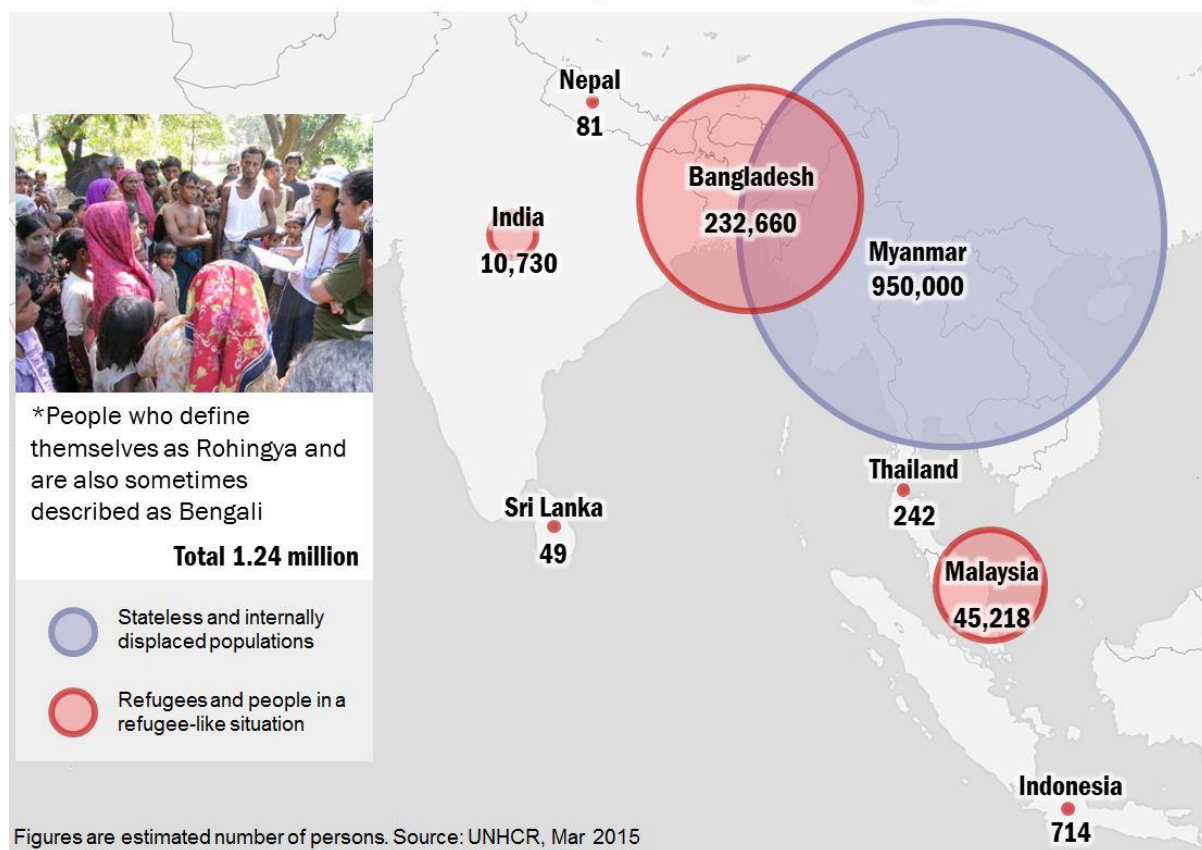 Nepal
81
Bangladesh
232,660
India
10,730
Myanmar
950,000
*People who define
themselves as Rohingya and
are also sometimes
described as Bengali
Total 1.24 million
Thailand
242
Sri Lanka
49
Malaysia
45,218
Stateless and internally
displaced populations
Refugees and people in a
refugee-like situation
Indonesia
714
Figures are estimated number of persons. Source: UNHCR, Mar 2015